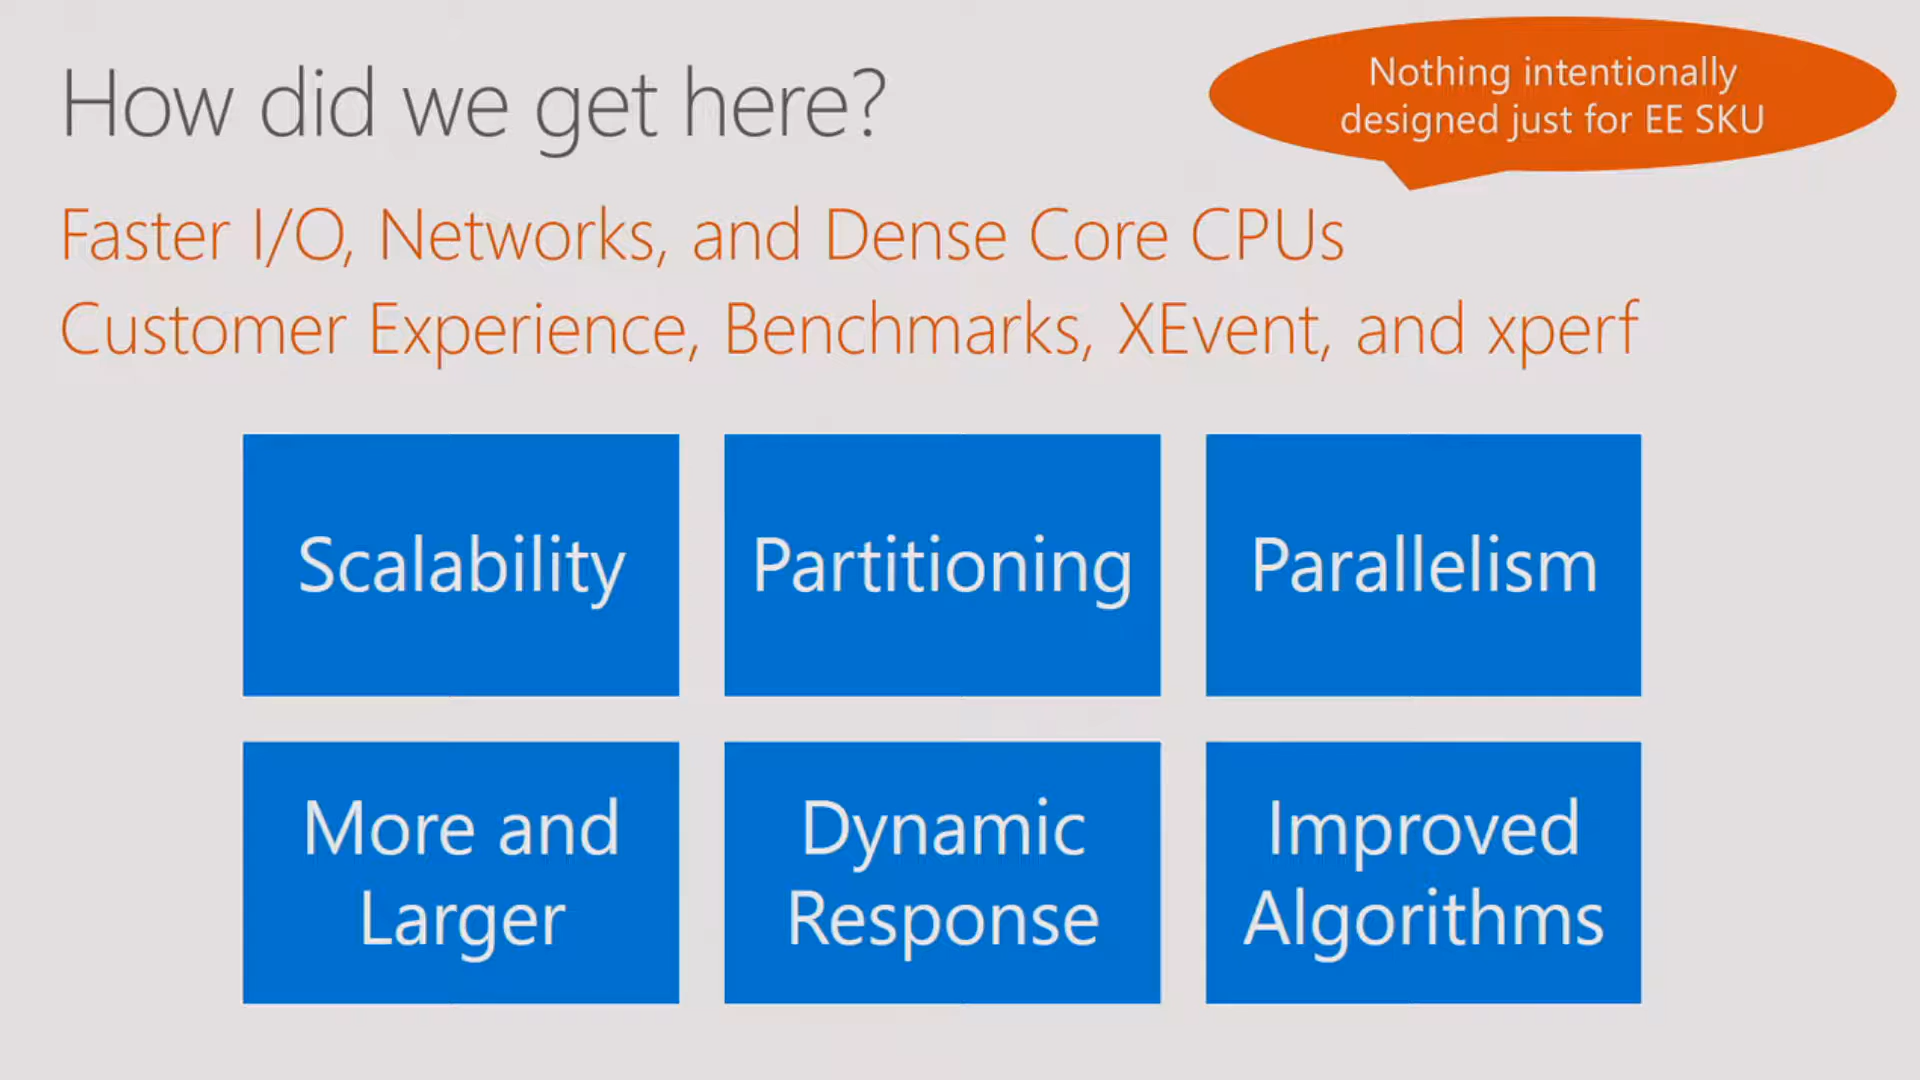 How did we get here?
Nothing intentionally
designed just for EE SKU
Faster I/O, Networks, and Dense Core CPUs
Customer Experience, Benchmarks, XEvent, and xperf
Scalability
Partitioning
Parallelism
More and
Larger
Dynamic
Response
Improved
Algorithms